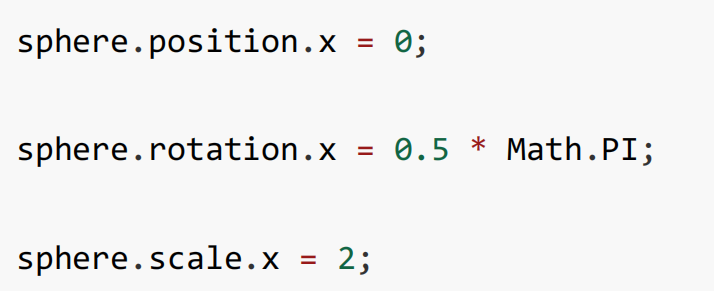 sphere.position.x = 0;
sphere.rotation.x = 0.5 * Math.PI;
sphere.scale.x = 2;